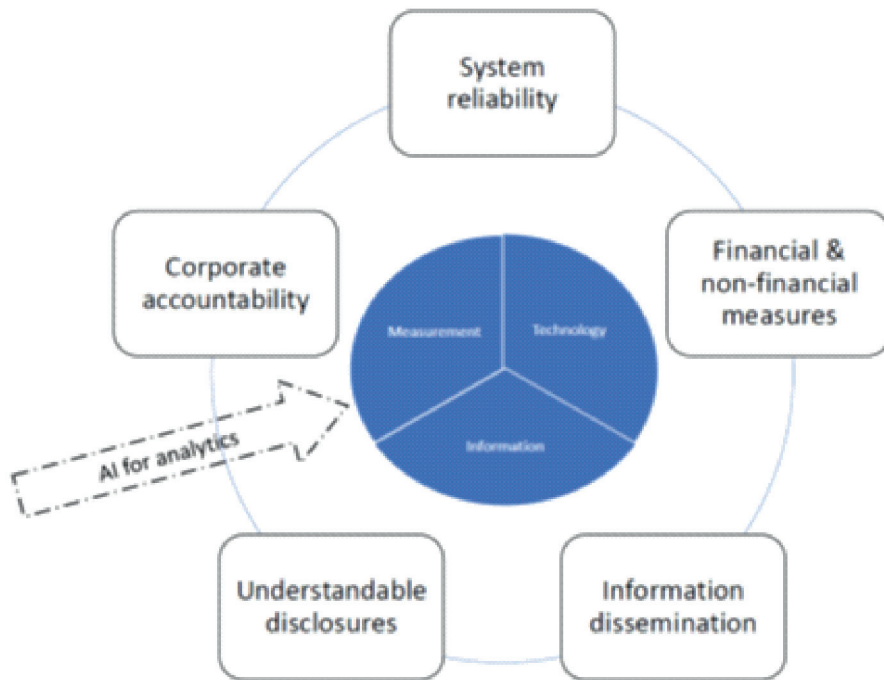 System
reliability
Corporate
accountability
Financial &
non-financial
measures
Measurement
Technology
Information
AI for analytics
Understandable
disclosures
Information
dissemination